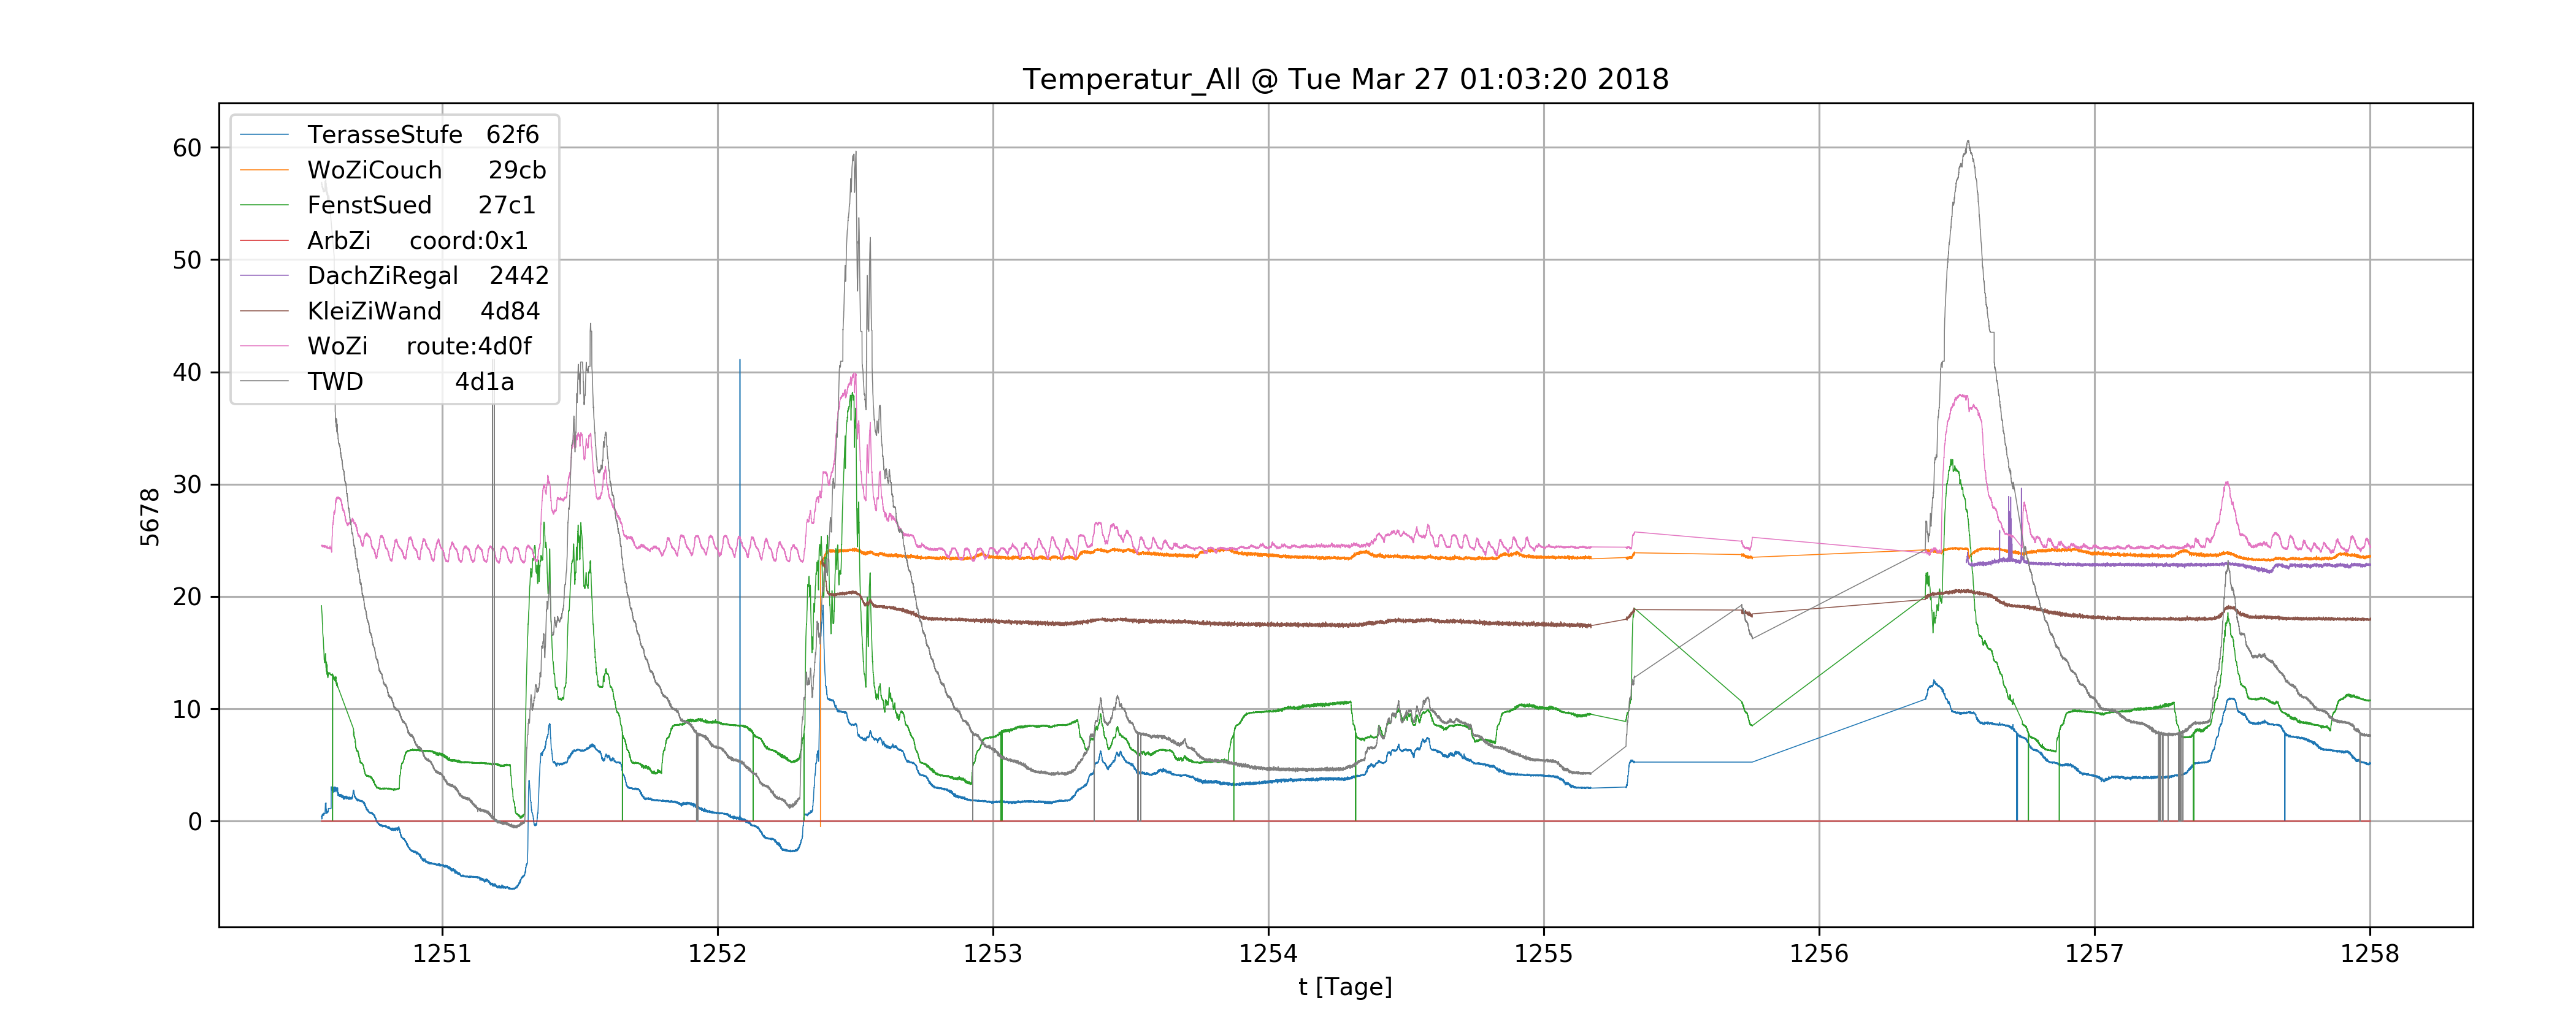 Temperatur_All @ Tue Mar 27 01:03:20 2018
60
50
40
30
20
10
0
5678
TerasseStufe 62f6
WoZiCouch 29cb
FenstSued 27c1
ArbZi coord:0x1
DachZiRegal 2442
KleiZiWand 4d84
WoZi route:4d0f
TWD 4d1a
1251 1252 1253 1254 1255 1256 1257 1258
t [Tage]